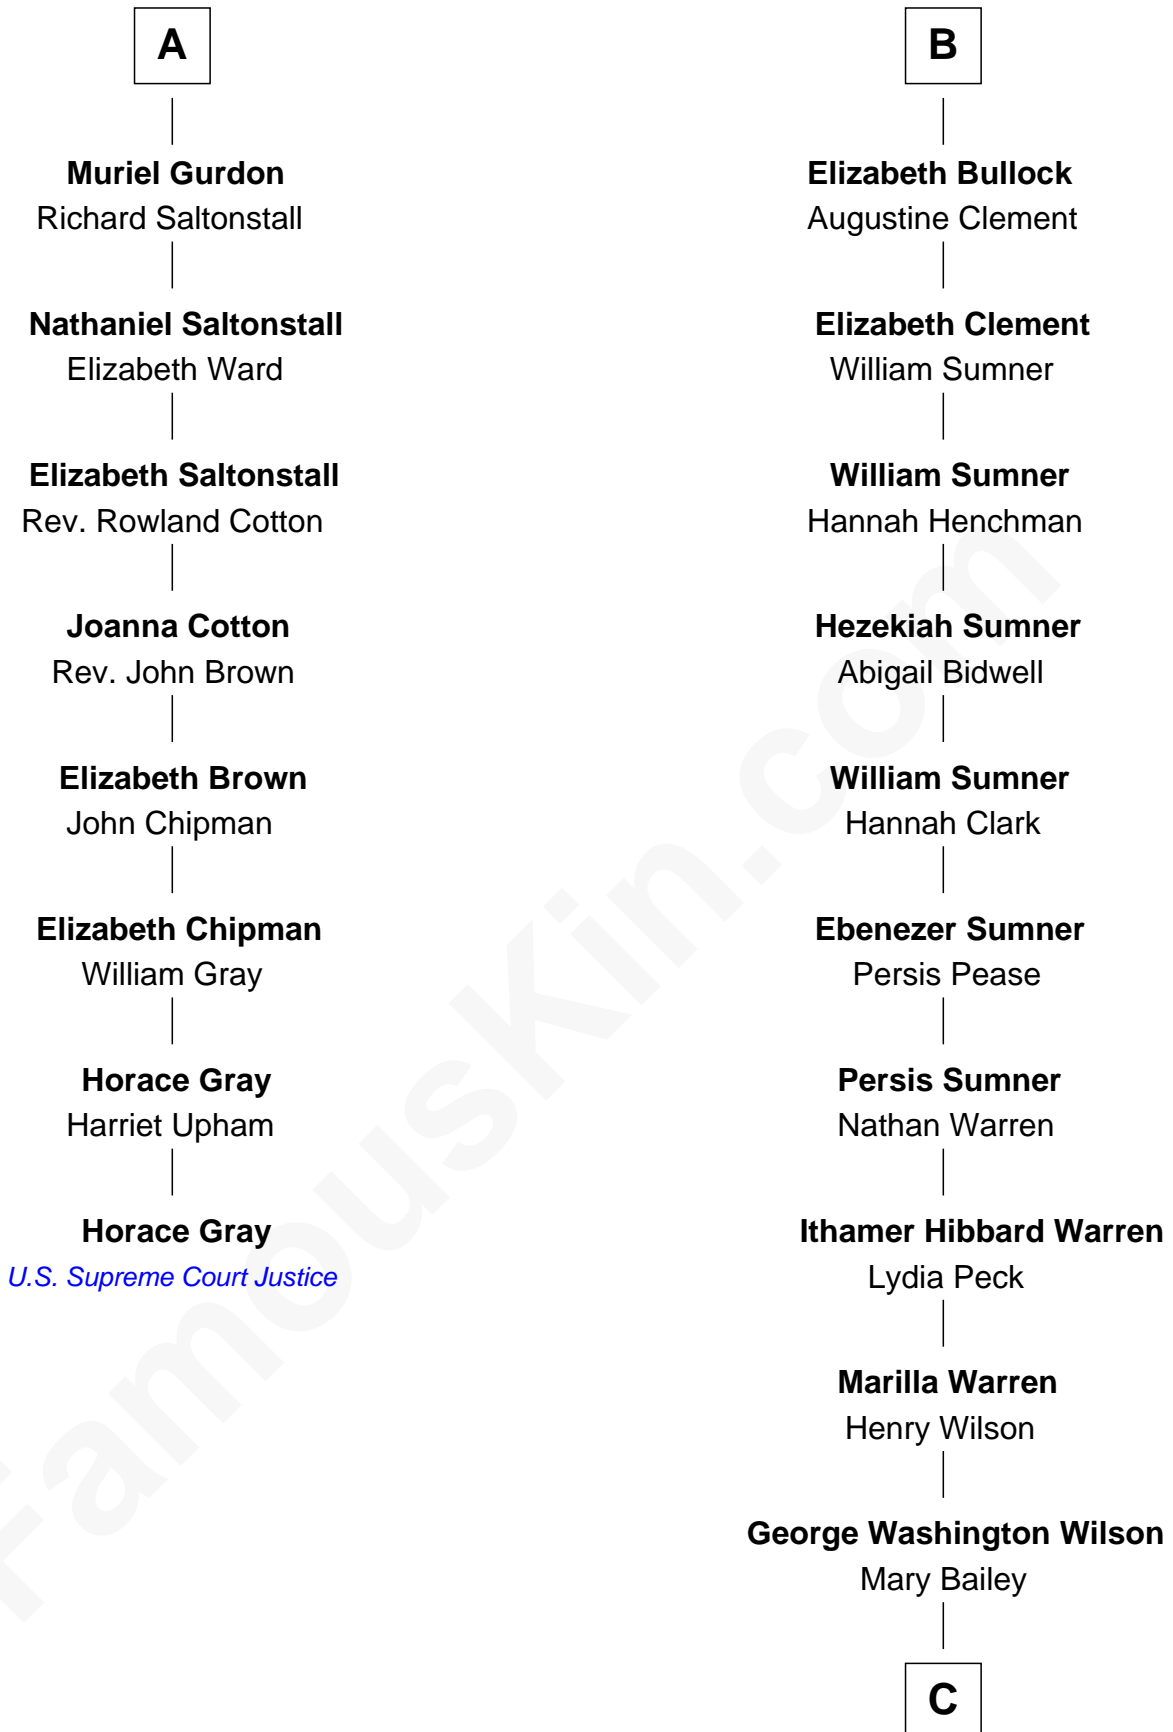 A
Muriel Gurdon
Richard Saltonstall
Nathaniel Saltonstall
Elizabeth Ward
Elizabeth Saltonstall
Rev. Rowland Cotton
Joanna Cotton
Rev. John Brown
Elizabeth Brown
John Chipman
Elizabeth Chipman
William Gray
Horace Gray
Harriet Upham
Horace Gray
U.S. Supreme Court Justice
B
Elizabeth Bullock
Augustine Clement
Elizabeth Clement
William Sumner
William Sumner
Hannah Henchman
Hezekiah Sumner
Abigail Bidwell
William Sumner
Hannah Clark
Ebenezer Sumner
Persis Pease
Persis Sumner
Nathan Warren
Ithamer Hibbard Warren
Lydia Peck
Marilla Warren
Henry Wilson
George Washington Wilson
Mary Bailey
C
FamousKin.com